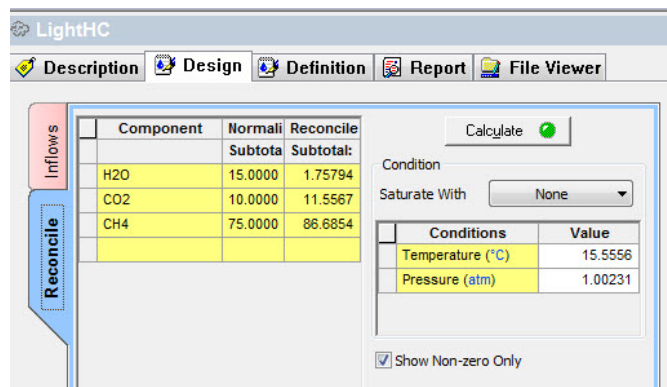 LightHC
Description Design Definition Report File Viewer
Inflows
Reconcile
Component Normali Reconcile
Subtota Subtotal:
H2O 15.0000 1.75794
CO2 10.0000 11.5567
CH4 75.0000 86.6854
Calculate
Condition
Saturate With None
Conditions Value
Temperature (°C) 15.5556
Pressure (atm) 1.00231
Show Non-zero Only